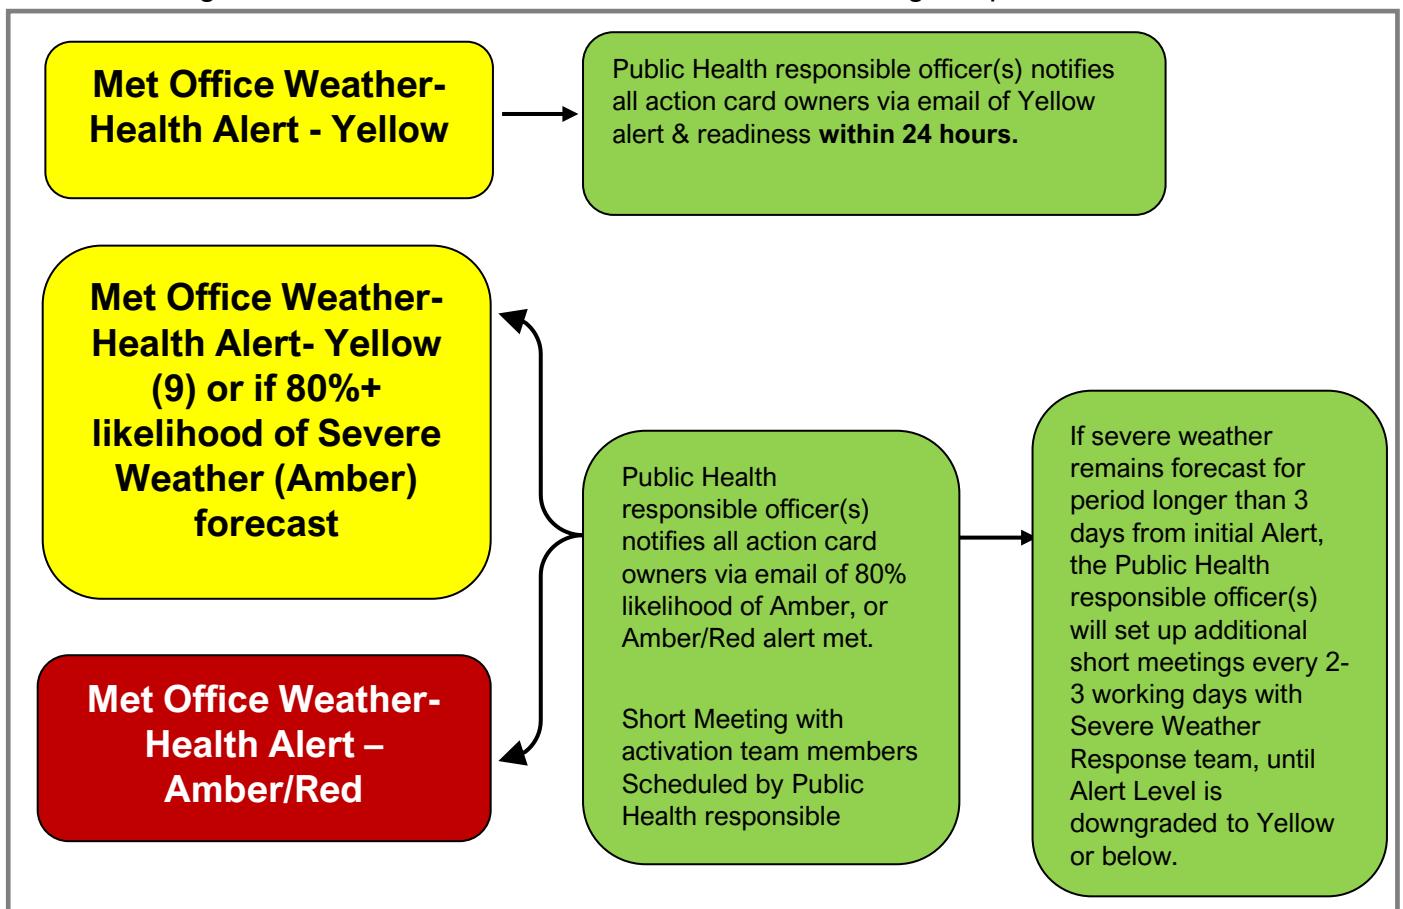 Met Office Weather-
Health Alert - Yellow
Public Health responsible officer(s) notifies
all action card owners via email of Yellow
alert & readiness within 24 hours.
Met Office Weather-
Health Alert- Yellow
(9) or if 80%+
likelihood of Severe
Weather (Amber)
forecast
Met Office Weather-
Health Alert –
Amber/Red
Public Health
responsible officer(s)
notifies all action card
owners via email of 80%
likelihood of Amber, or
Amber/Red alert met.
Short Meeting with
activation team members
Scheduled by Public
Health responsible
If severe weather
remains forecast for
period longer than 3
days from initial Alert,
the Public Health
responsible officer(s)
will set up additional
short meetings every 2-
3 working days with
Severe Weather
Response team, until
Alert Level is
downgraded to Yellow
or below.